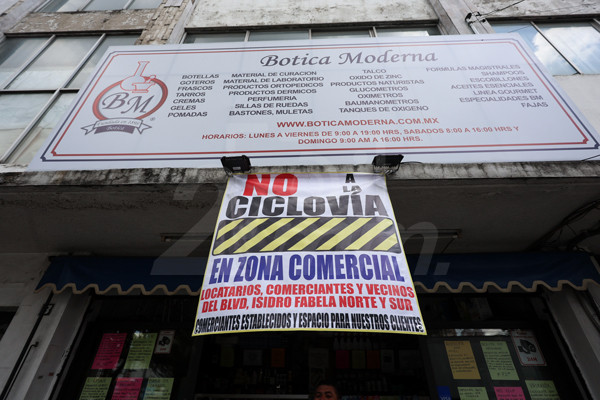 Botica Moderna
BM
BOTICA
BOTELLAS
GOTEROS
FRASCOS
TARROS
CREMAS
GELES
POMADAS
MATERIAL DE CURACION
MATERIAL DE LABORATORIO
PRODUCTOS ORTOPEDICOS
PRODUCTOS DERMICOS
PERFUMERIA
SILLAS DE RUEDAS
BASTONES, MULETAS
TALCO
OXIDO DE ZINC
PRODUCTOS NATURISTAS
GLUCOMETROS
OXIMETROS
BAUMANOMETROS
TANQUES DE OXIGENO
FORMULAS MAGISTRALES
SHAMPOOS
ESCOBILLONES
ACEITES ESENCIALES
LINEA GOURMET
ESPECIALIDADES BM
FAJAS
WWW.BOTICAMODERNA.COM.MX
HORARIOS: LUNES A VIERNES DE 9:00 A 19:00 HRS, SABADOS 8:00 A 16:00 HRS Y
DOMINGO 9:00 AM A 16:00 HRS
NO A LA
CICLOVÍA
EN ZONA COMERCIAL
LOCATARIOS, COMERCIANTES Y VECINOS
DEL BLVD, ISIDRO FABELA NORTE Y SUR
COMERCIANTES ESTABLECIDOS Y ESPACIO PARA NUESTROS CLIENTES